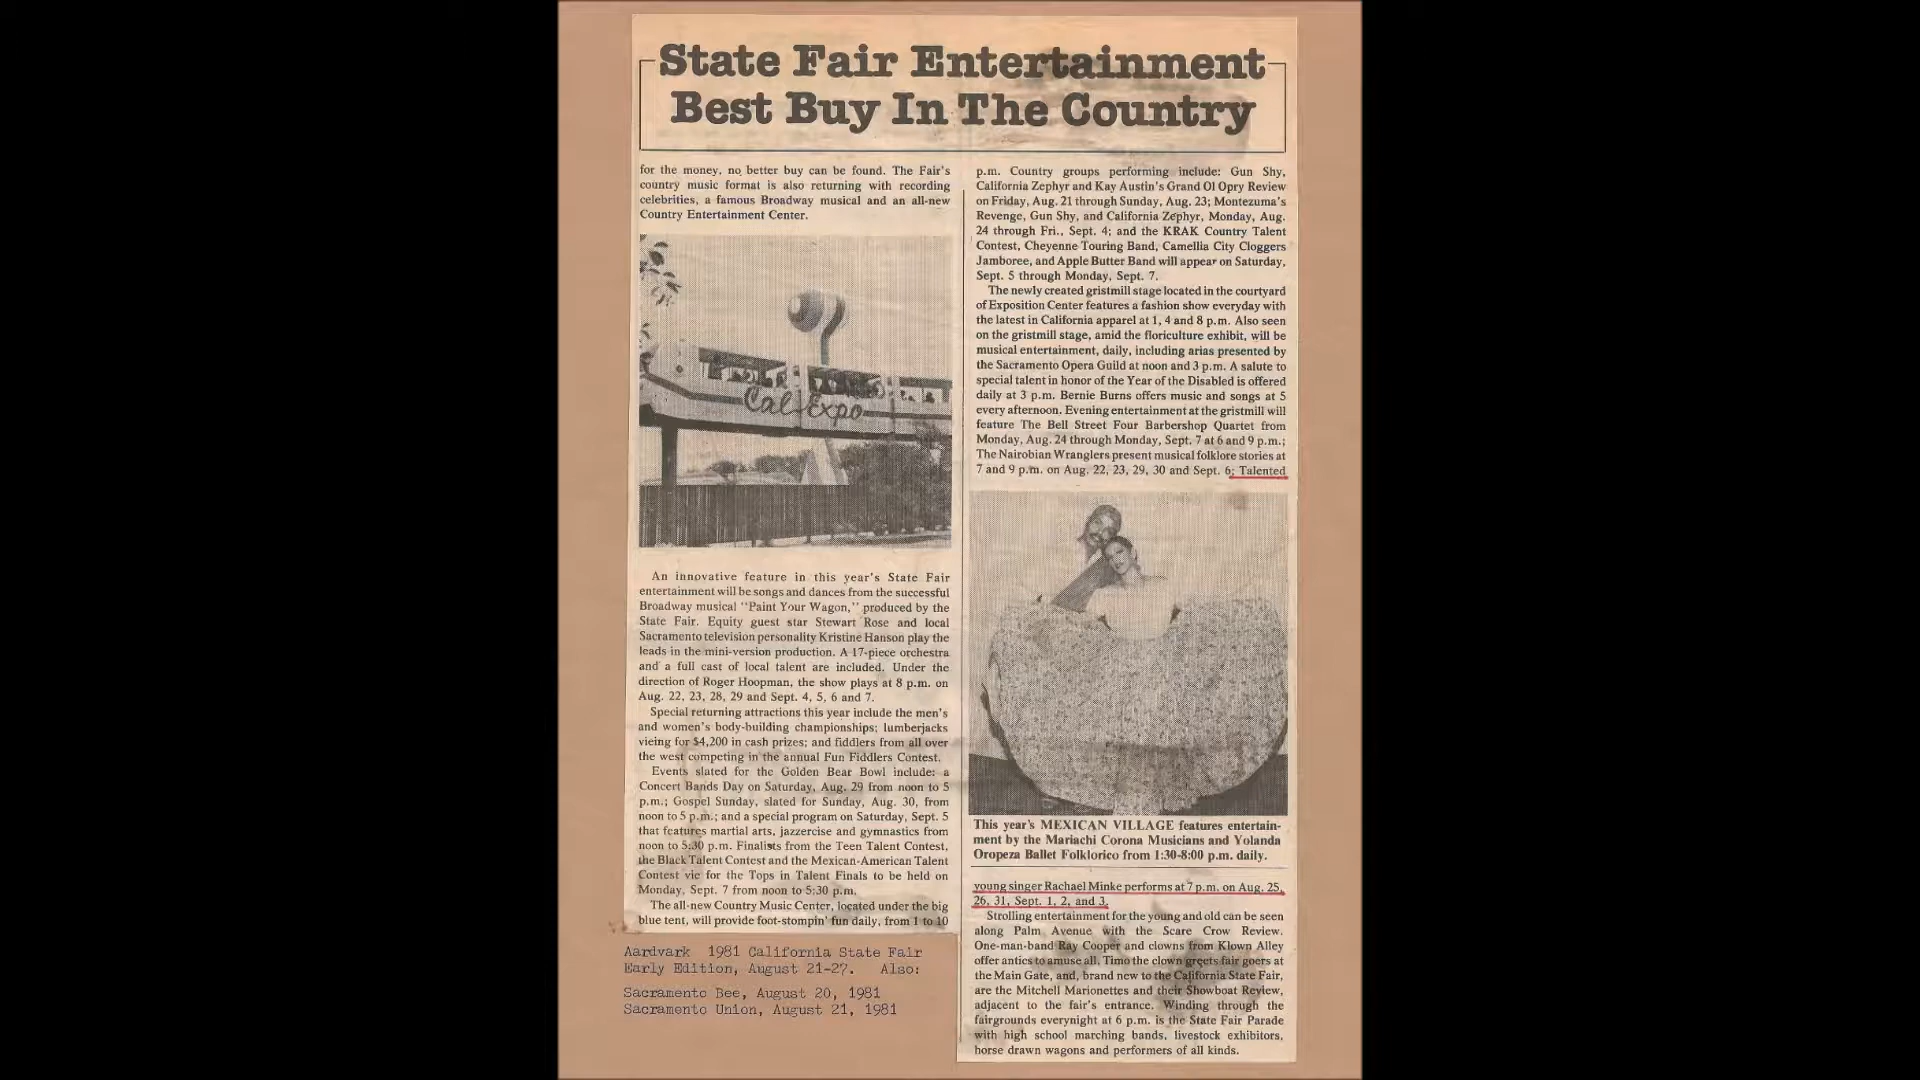 State Fair Entertainment
Best Buy In The Country
for the money, no better buy can be found. The Fair's
country music format is also returning with recording
celebrities, a famous Broadway musical and an all-new
Country Entertainment Center.
Cal Expo
An innovative feature in this year's State Fair
entertainment will be songs and dances from the successful
Broadway musical "Paint Your Wagon," produced by the
State Fair. Equity guest star Stewart Rose and local
Sacramento television personality Kristine Hanson play the
leads in the mini-version production. A 17-piece orchestra
and a full cast of local talent are included. Under the
direction of Roger Hoopman, the show plays at 8 p.m. on
Aug. 22, 23, 28, 29 and Sept. 4, 5, 6 and 7.
Special returning attractions this year include the men's
and women's body-building championships; lumberjacks
vieing for $4,200 in cash prizes; and fiddlers from all over
the west competing in the annual Fun Fiddlers Contest.
Events slated for the Golden Bear Bowl include: a
Concert Bands Day on Saturday, Aug. 29 from noon to 5
p.m.; Gospel Sunday, slated for Sunday, Aug. 30, from
noon to 5 p.m.; and a special program on Saturday, Sept. 5
that features martial arts, jazzercise and gymnastics from
noon to 5:30 p.m. Finalists from the Teen Talent Contest,
the Black Talent Contest and the Mexican-American Talent
Contest vie for the Tops in Talent Finals to be held on
Monday, Sept. 7 from noon to 5:30 p.m.
The all-new Country Music Center, located under the big
blue tent, will provide foot-stompin' fun daily, from 1 to 10
p.m. Country groups performing include: Gun Shy,
California Zephyr and Kay Austin's Grand Ol Opry Review
on Friday, Aug. 21 through Sunday, Aug. 23; Montezuma's
Revenge, Gun Shy, and California Zephyr, Monday, Aug.
24 through Fri., Sept. 4; and the KRAK Country Talent
Contest, Cheyenne Touring Band, Camellia City Cloggers
Jamboree, and Apple Butter Band will appear on Saturday,
Sept. 5 through Monday, Sept. 7.
The newly created gristmill stage located in the courtyard
of Exposition Center features a fashion show everyday with
the latest in California apparel at 1, 4 and 8 p.m. Also seen
on the gristmill stage, amid the floriculture exhibit, will be
musical entertainment, daily, including arias presented by
the Sacramento Opera Guild at noon and 3 p.m. A salute to
special talent in honor of the Year of the Disabled is offered
daily at 3 p.m. Bernie Burns offers music and songs at 5
every afternoon. Evening entertainment at the gristmill will
feature The Bell Street Four Barbershop Quartet from
Monday, Aug. 24 through Monday, Sept. 7 at 6 and 9 p.m.;
The Nairobian Wranglers present musical folklore stories at
7 and 9 p.m. on Aug. 22, 23, 29, 30 and Sept. 6; Talented
This year's MEXICAN VILLAGE features entertain-
ment by the Mariachi Corona Musicians and Yolanda
Oropeza Ballet Folklorico from 1:30-8:00 p.m. daily.
young singer Rachael Minke performs at 7 p.m. on Aug. 25,
26, 31, Sept. 1, 2, and 3.
Strolling entertainment for the young and old can be seen
along Palm Avenue with the Scare Crow Review.
One-man-band Ray Cooper and clowns from Klown Alley
offer antics to amuse all. Timo the clown greets fair goers at
the Main Gate, and, brand new to the California State Fair,
are the Mitchell Marionettes and their Showboat Review,
adjacent to the fair's entrance. Winding through the
fairgrounds everynight at 6 p.m. is the State Fair Parade
with high school marching bands, livestock exhibitors,
horse drawn wagons and performers of all kinds.
Aardvark 1981 California State Fair
Early Edition, August 21-27. Also:
Sacramento Bee, August 20, 1981
Sacramento Union, August 21, 1981